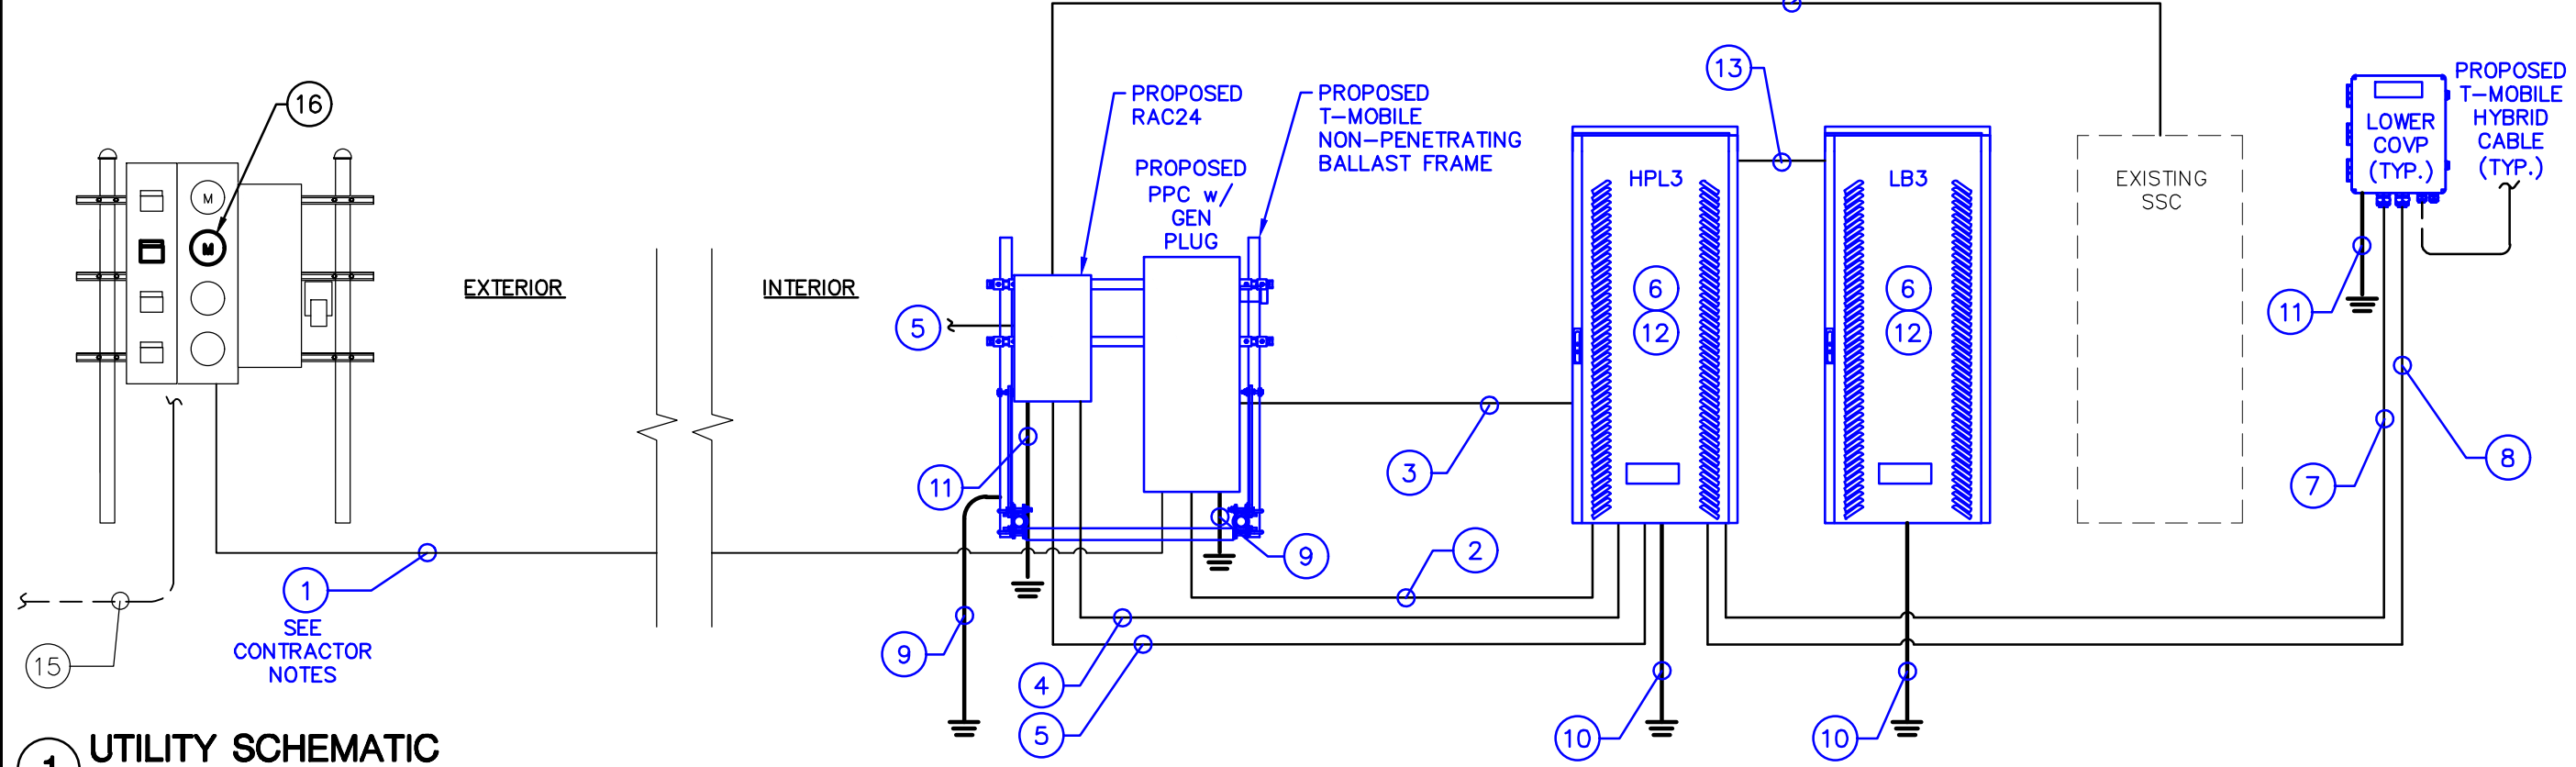 16
M
M
EXTERIOR
INTERIOR
1
SEE
CONTRACTOR
NOTES
15
PROPOSED
RAC24
PROPOSED
PPC w/
GEN
PLUG
PROPOSED
T-MOBILE
NON-PENETRATING
BALLAST FRAME
5
11
9
9
3
2
4
5
13
HPL3
6
12
10
LB3
6
12
10
EXISTING
SSC
LOWER
COVP
(TYP.)
PROPOSED
T-MOBILE
HYBRID
CABLE
(TYP.)
11
7
8
1
UTILITY SCHEMATIC